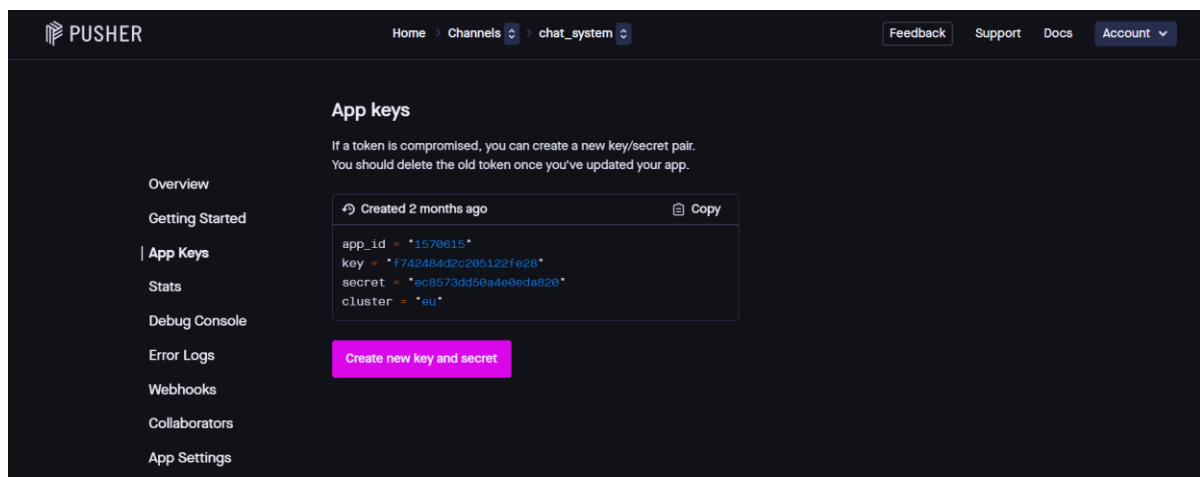 PUSHER
Home > Channels > chat_system
Feedback
Support
Docs
Account
App keys
If a token is compromised, you can create a new key/secret pair.
You should delete the old token once you've updated your app.
Overview
Getting Started
App Keys
Stats
Debug Console
Error Logs
Webhooks
Collaborators
App Settings
Created 2 months ago
Copy
app_id = "1570615"
key = "f742484d2c205122fe28"
secret = "ec8573dd50a4e0eda820"
cluster = "eu"
Create new key and secret